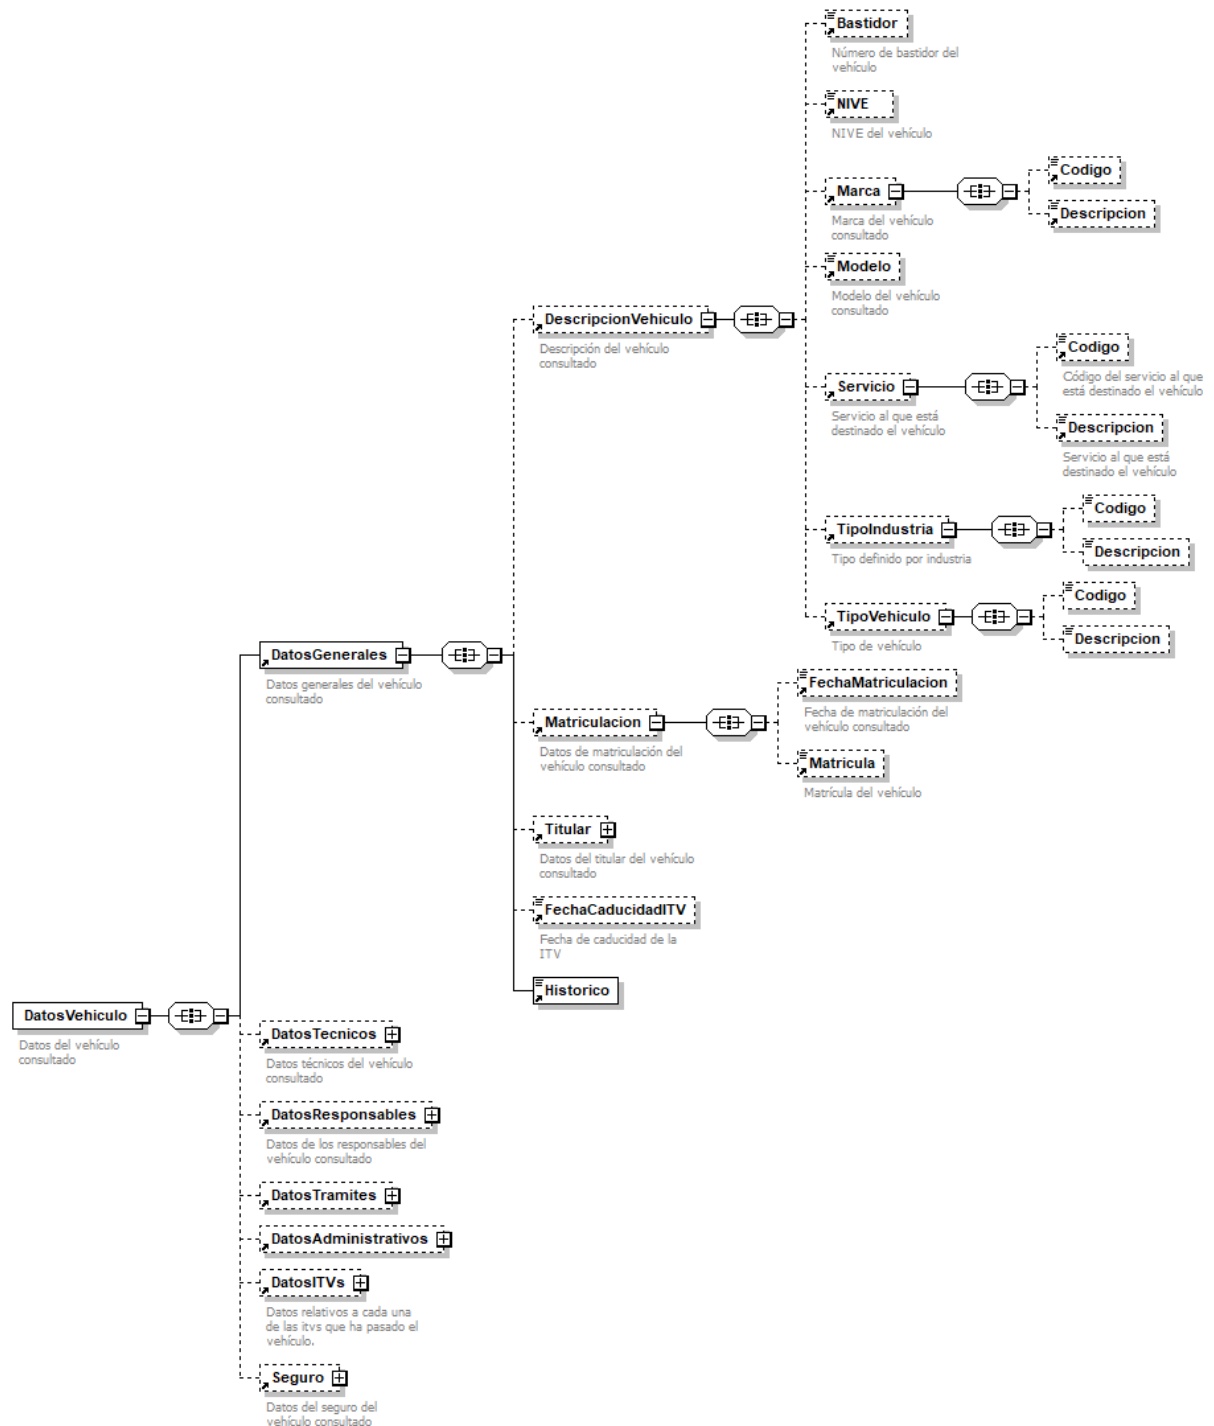 Bastidor
Número de bastidor del
vehículo
NIVE
NIVE del vehículo
Marca
Marca del vehículo
consultado
Codigo
Descripcion
Modelo
Modelo del vehículo
consultado
DescripcionVehiculo
Descripción del vehículo
consultado
Servicio
Servicio al que está
destinado el vehículo
Codigo
Código del servicio al que
está destinado el vehículo
Descripcion
Servicio al que está
destinado el vehículo
TipoIndustria
Tipo definido por industria
Codigo
Descripcion
TipoVehiculo
Tipo de vehículo
Codigo
Descripcion
DatosGenerales
Datos generales del vehículo
consultado
Matriculacion
Datos de matriculación del
vehículo consultado
FechaMatriculacion
Fecha de matriculación del
vehículo consultado
Matricula
Matrícula del vehículo
Titular
Datos del titular del vehículo
consultado
FechaCaducidadITV
Fecha de caducidad de la
ITV
Historico
DatosVehiculo
Datos del vehículo
consultado
DatosTecnicos
Datos técnicos del vehículo
consultado
DatosResponsables
Datos de los responsables del
vehículo consultado
DatosTramites
DatosAdministrativos
DatosITVs
Datos relativos a cada una
de las itvs que ha pasado el
vehículo.
Seguro
Datos del seguro del
vehículo consultado